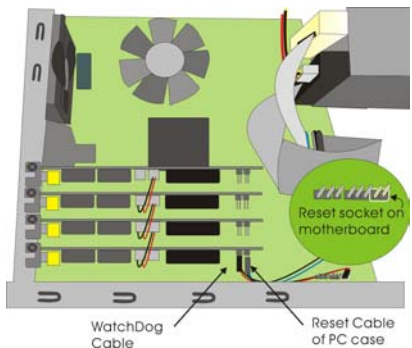 Reset socket on
motherboard
WatchDog
Cable
Reset Cable
of PC case